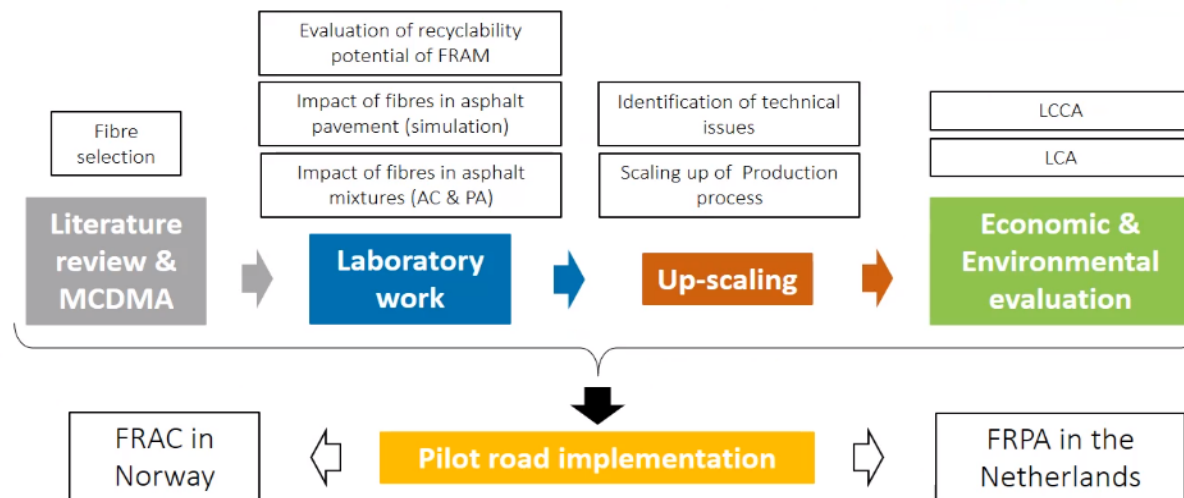 Fibre
selection
Literature
review &
MCDMA
Evaluation of recyclability
potential of FRAM
Impact of fibres in asphalt
pavement (simulation)
Impact of fibres in asphalt
mixtures (AC & PA)
Laboratory
work
Identification of technical
issues
Scaling up of Production
process
Up-scaling
LCCA
LCA
Economic &
Environmental
evaluation
FRAC in
Norway
Pilot road implementation
FRPA in the
Netherlands